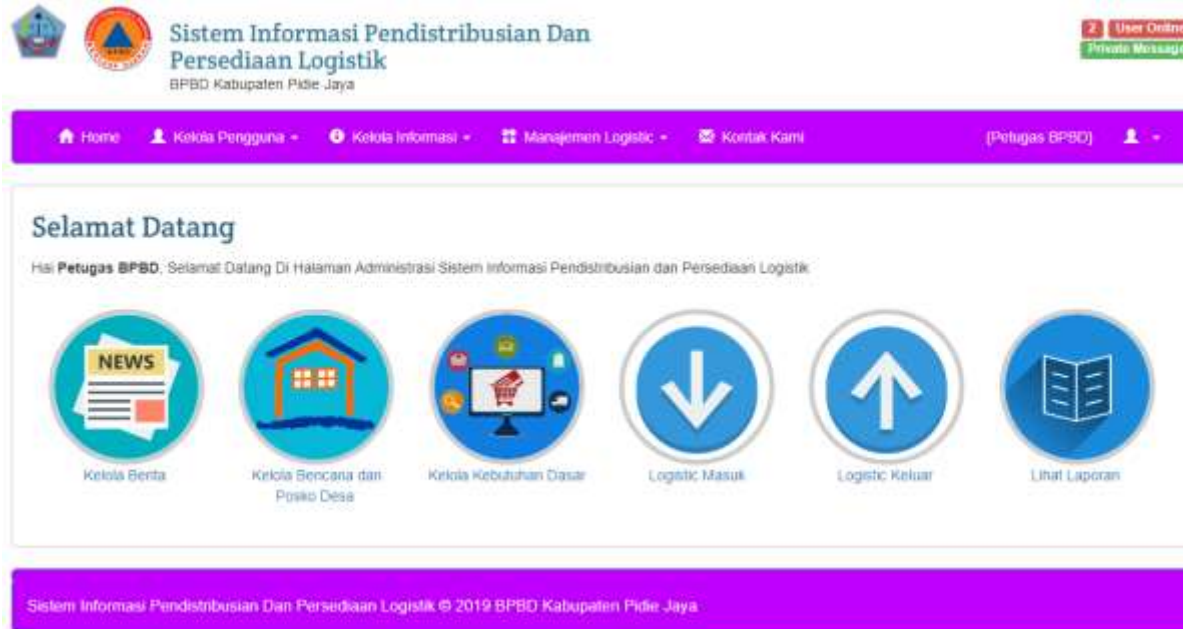 Sistem Informasi Pendistribusian Dan
Persediaan Logistik
BPBD Kabupaten Pidie Jaya
2 User Online
Private Message
Home Kelola Pengguna Kelola Informasi Manajemen Logistic Kontak Kami (Petugas BPBD)
Selamat Datang
Hai Petugas BPBD, Selamat Datang Di Halaman Administrasi Sistem Informasi Pendistribusian dan Persediaan Logistik
NEWS
Kelola Berita
Kelola Bencana dan
Posko Desa
Kelola Kebutuhan Dasar
Logistic Masuk
Logistic Keluar
Lihat Laporan
Sistem Informasi Pendistribusian Dan Persediaan Logistik © 2019 BPBD Kabupaten Pidie Jaya